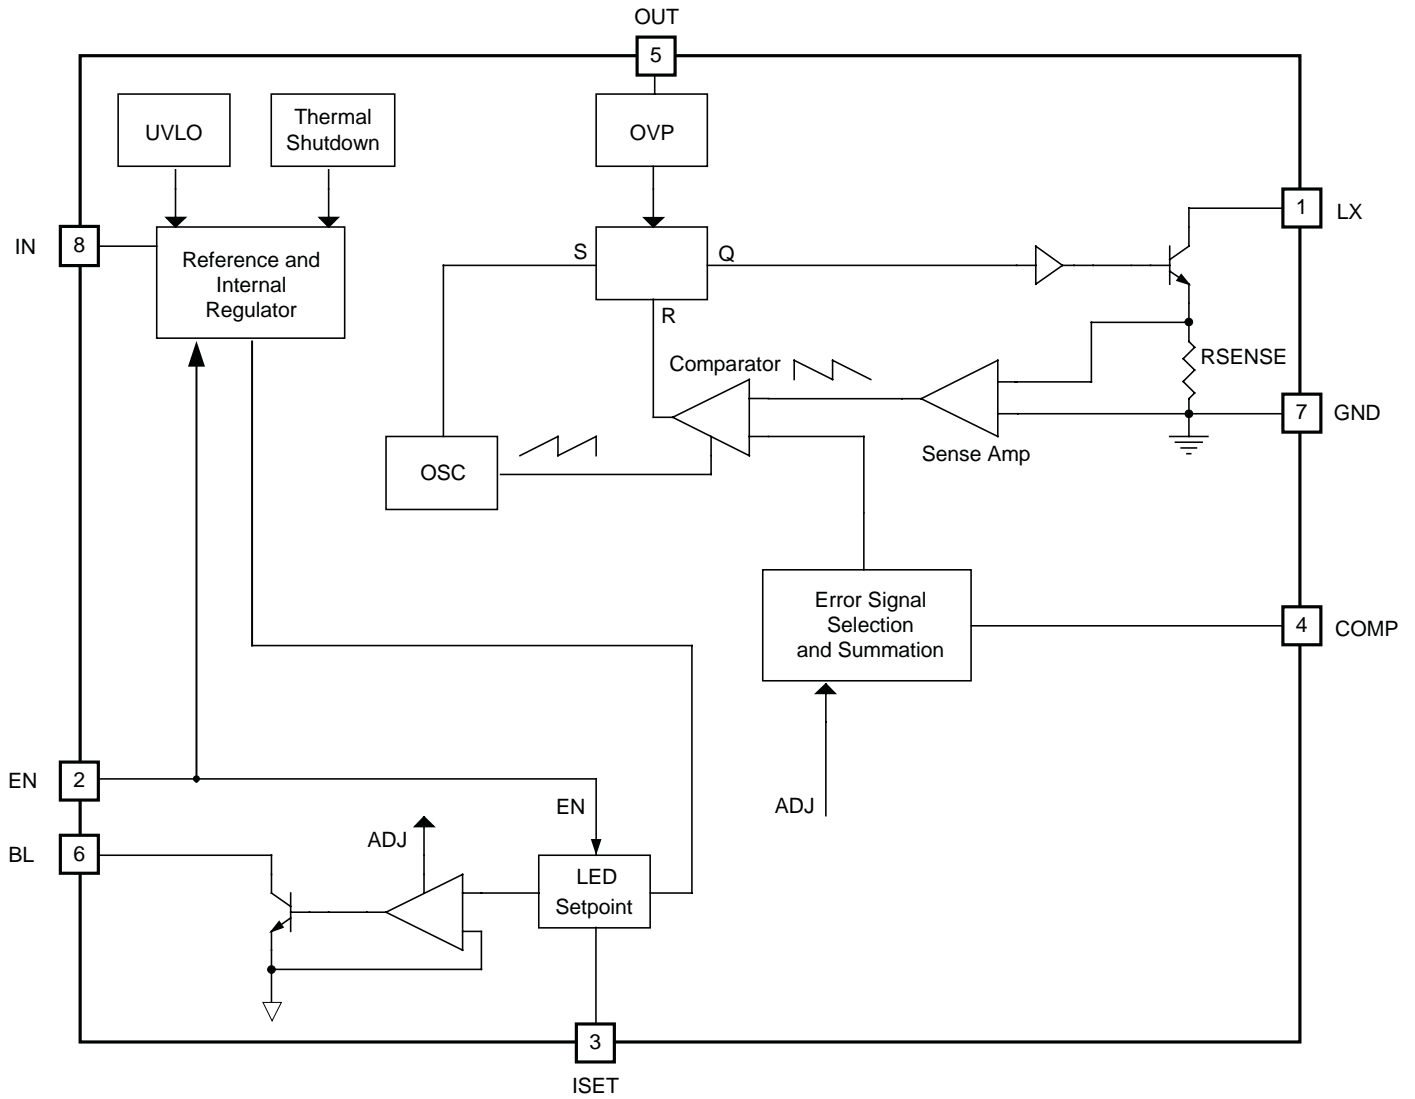 OUT
5
UVLO
Thermal
Shutdown
OVP
1
LX
IN
8
Reference and
Internal
Regulator
S
Q
R
Comparator
RSENSE
7
GND
OSC
Sense Amp
Error Signal
Selection
and Summation
4
COMP
EN
2
EN
ADJ
BL
6
ADJ
LED
Setpoint
3
ISET